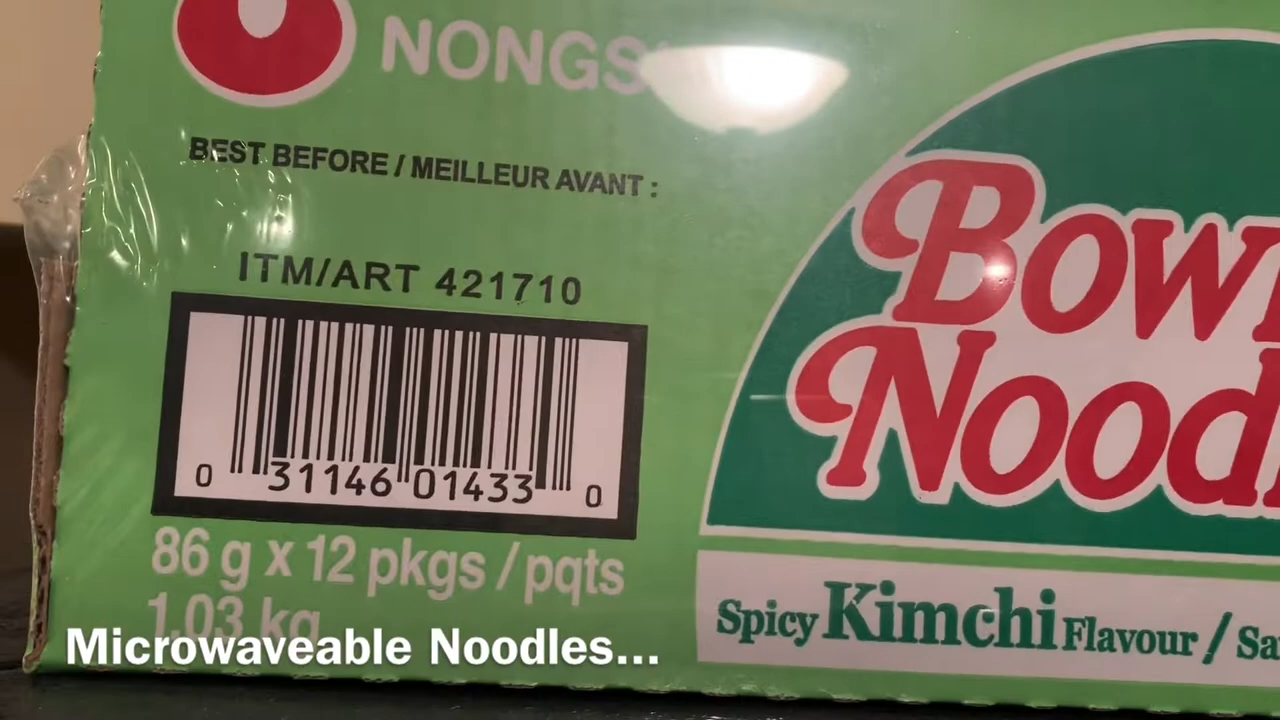 NONGS
BEST BEFORE / MEILLEUR AVANT :
ITM/ART 421710
0 31146 01433 0
86 g x 12 pkgs / pqts
1.03 kg
Microwaveable Noodles...
Bow
Nood
Spicy Kimchi Flavour / Sa